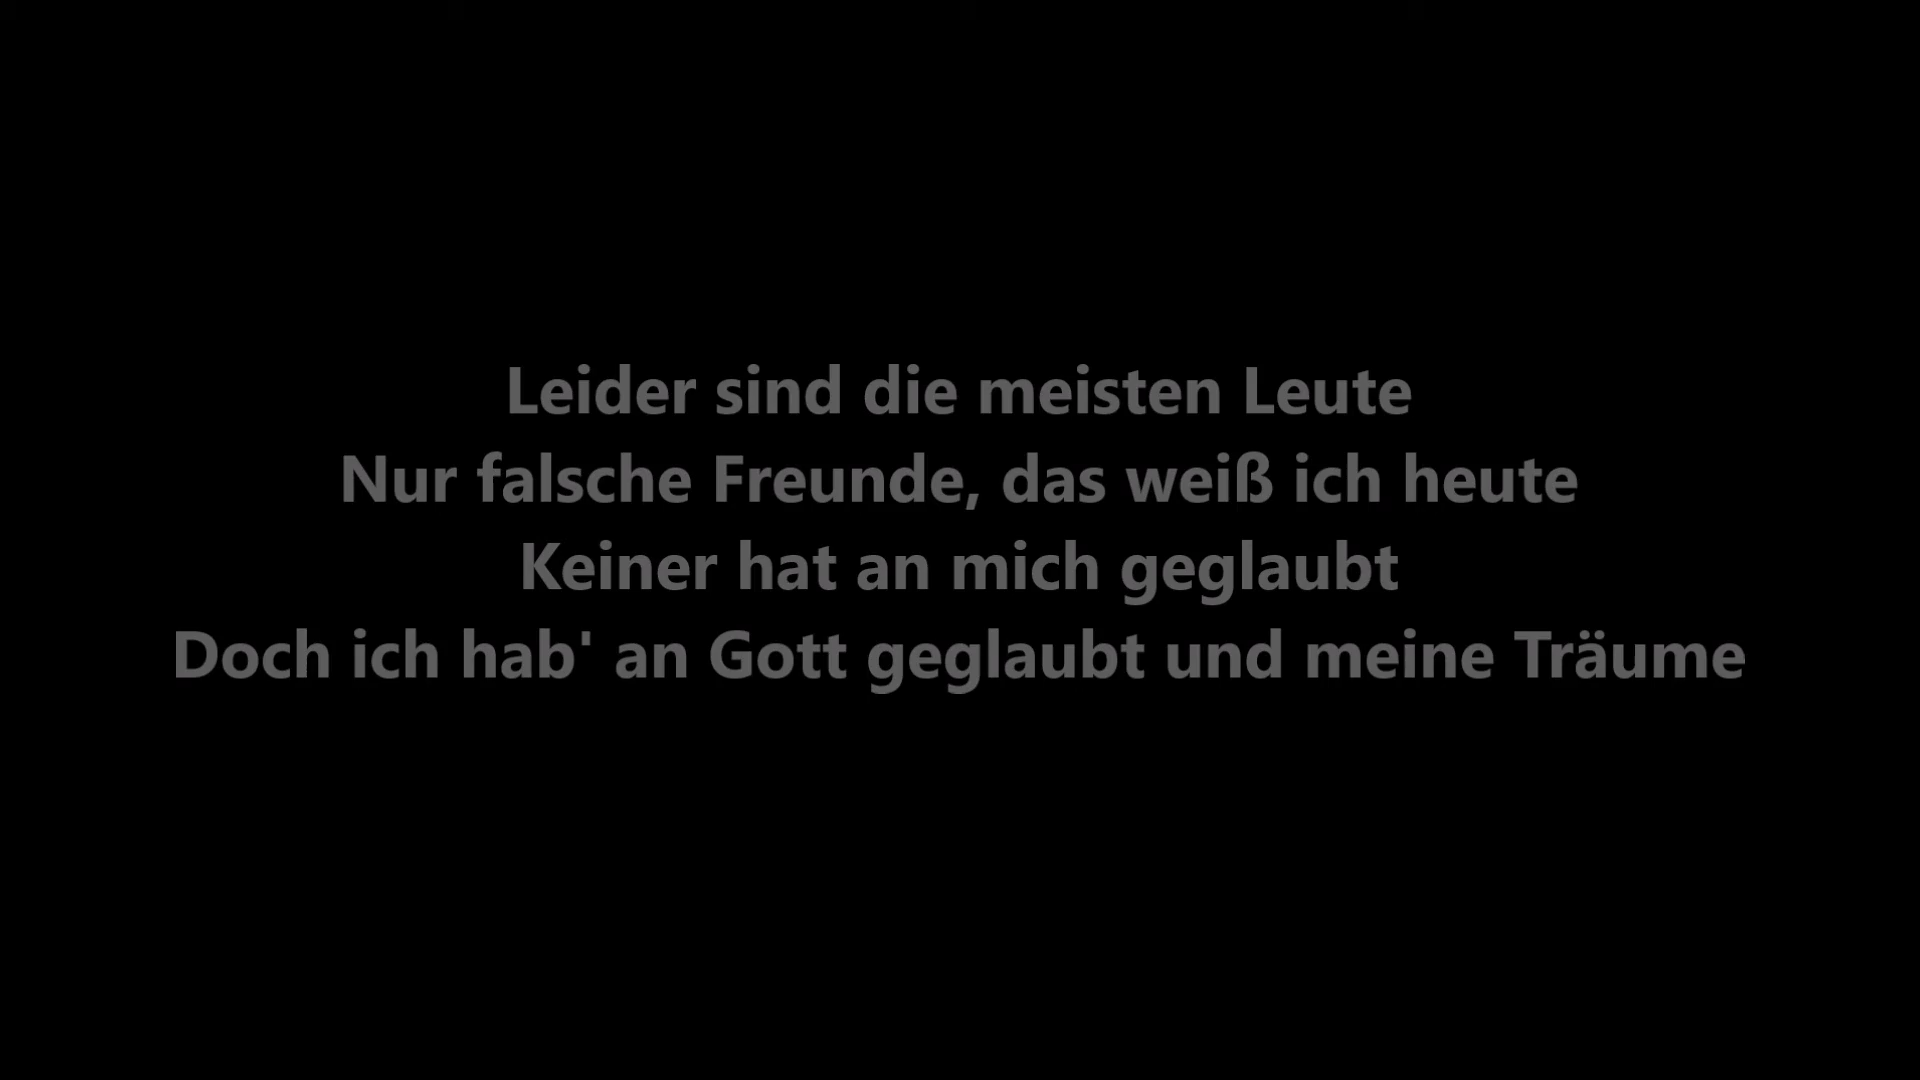 Leider sind die meisten Leute
Nur falsche Freunde, das weiß ich heute
Keiner hat an mich geglaubt
Doch ich hab' an Gott geglaubt und meine Träume